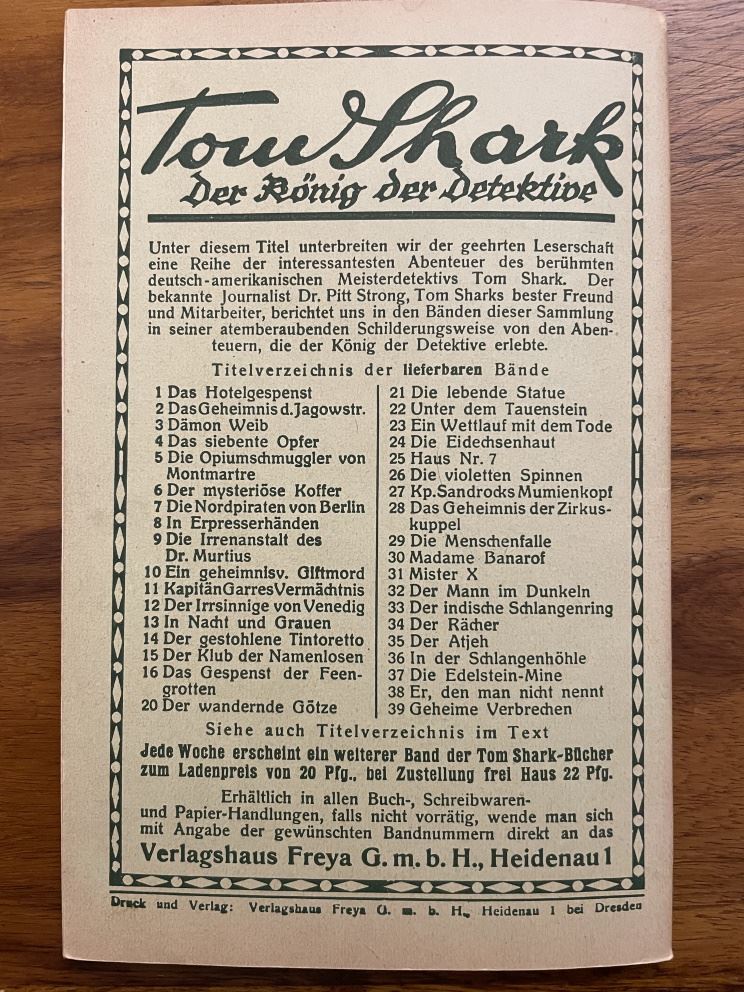 Tom Shark
Der König der Detektive
Unter diesem Titel unterbreiten wir der geehrten Leserschaft
eine Reihe der interessantesten Abenteuer des berühmten
deutsch-amerikanischen Meisterdetektivs Tom Shark. Der
bekannte Journalist Dr. Pitt Strong, Tom Sharks bester Freund
und Mitarbeiter, berichtet uns in den Bänden dieser Sammlung
in seiner atemberaubenden Schilderungsweise von den Aben-
teuern, die der König der Detektive erlebte.
Titelverzeichnis der lieferbaren Bände
1 Das Hotelgespenst
2 Das Geheimnis d. Jagowstr.
3 Dämon Weib
4 Das siebente Opfer
5 Die Opiumschmuggler von
Montmartre
6 Der mysteriöse Koffer
7 Die Nordpiraten von Berlin
8 In Erpresserhänden
9 Die Irrenanstalt des
Dr. Murtius
10 Ein geheimnisv. Giftmord
11 Kapitän Garres Vermächtnis
12 Der Irrsinnige von Venedig
13 In Nacht und Grauen
14 Der gestohlene Tintoretto
15 Der Klub der Namenlosen
16 Das Gespenst der Feen-
grotten
20 Der wandernde Götze
21 Die lebende Statue
22 Unter dem Tauenstein
23 Ein Wettlauf mit dem Tode
24 Die Eidechsenhaut
25 Haus Nr. 7
26 Die violetten Spinnen
27 Kp. Sandrocks Mumienkopf
28 Das Geheimnis der Zirkus-
kuppel
29 Die Menschenfalle
30 Madame Banarof
31 Mister X
32 Der Mann im Dunkeln
33 Der indische Schlangenring
34 Der Rächer
35 Der Atjeh
36 In der Schlangenhöhle
37 Die Edelstein-Mine
38 Er, den man nicht nennt
39 Geheime Verbrechen
Siehe auch Titelverzeichnis im Text
Jede Woche erscheint ein weiterer Band der Tom Shark-Bücher
zum Ladenpreis von 20 Pfg., bei Zustellung frei Haus 22 Pfg.
Erhältlich in allen Buch-, Schreibwaren-
und Papier-Handlungen, falls nicht vorrätig, wende man sich
mit Angabe der gewünschten Bandnummern direkt an das
Verlagshaus Freya G. m. b. H., Heidenau 1
Druck und Verlag: Verlagshaus Freya G. m. b. H., Heidenau 1 bei Dresden